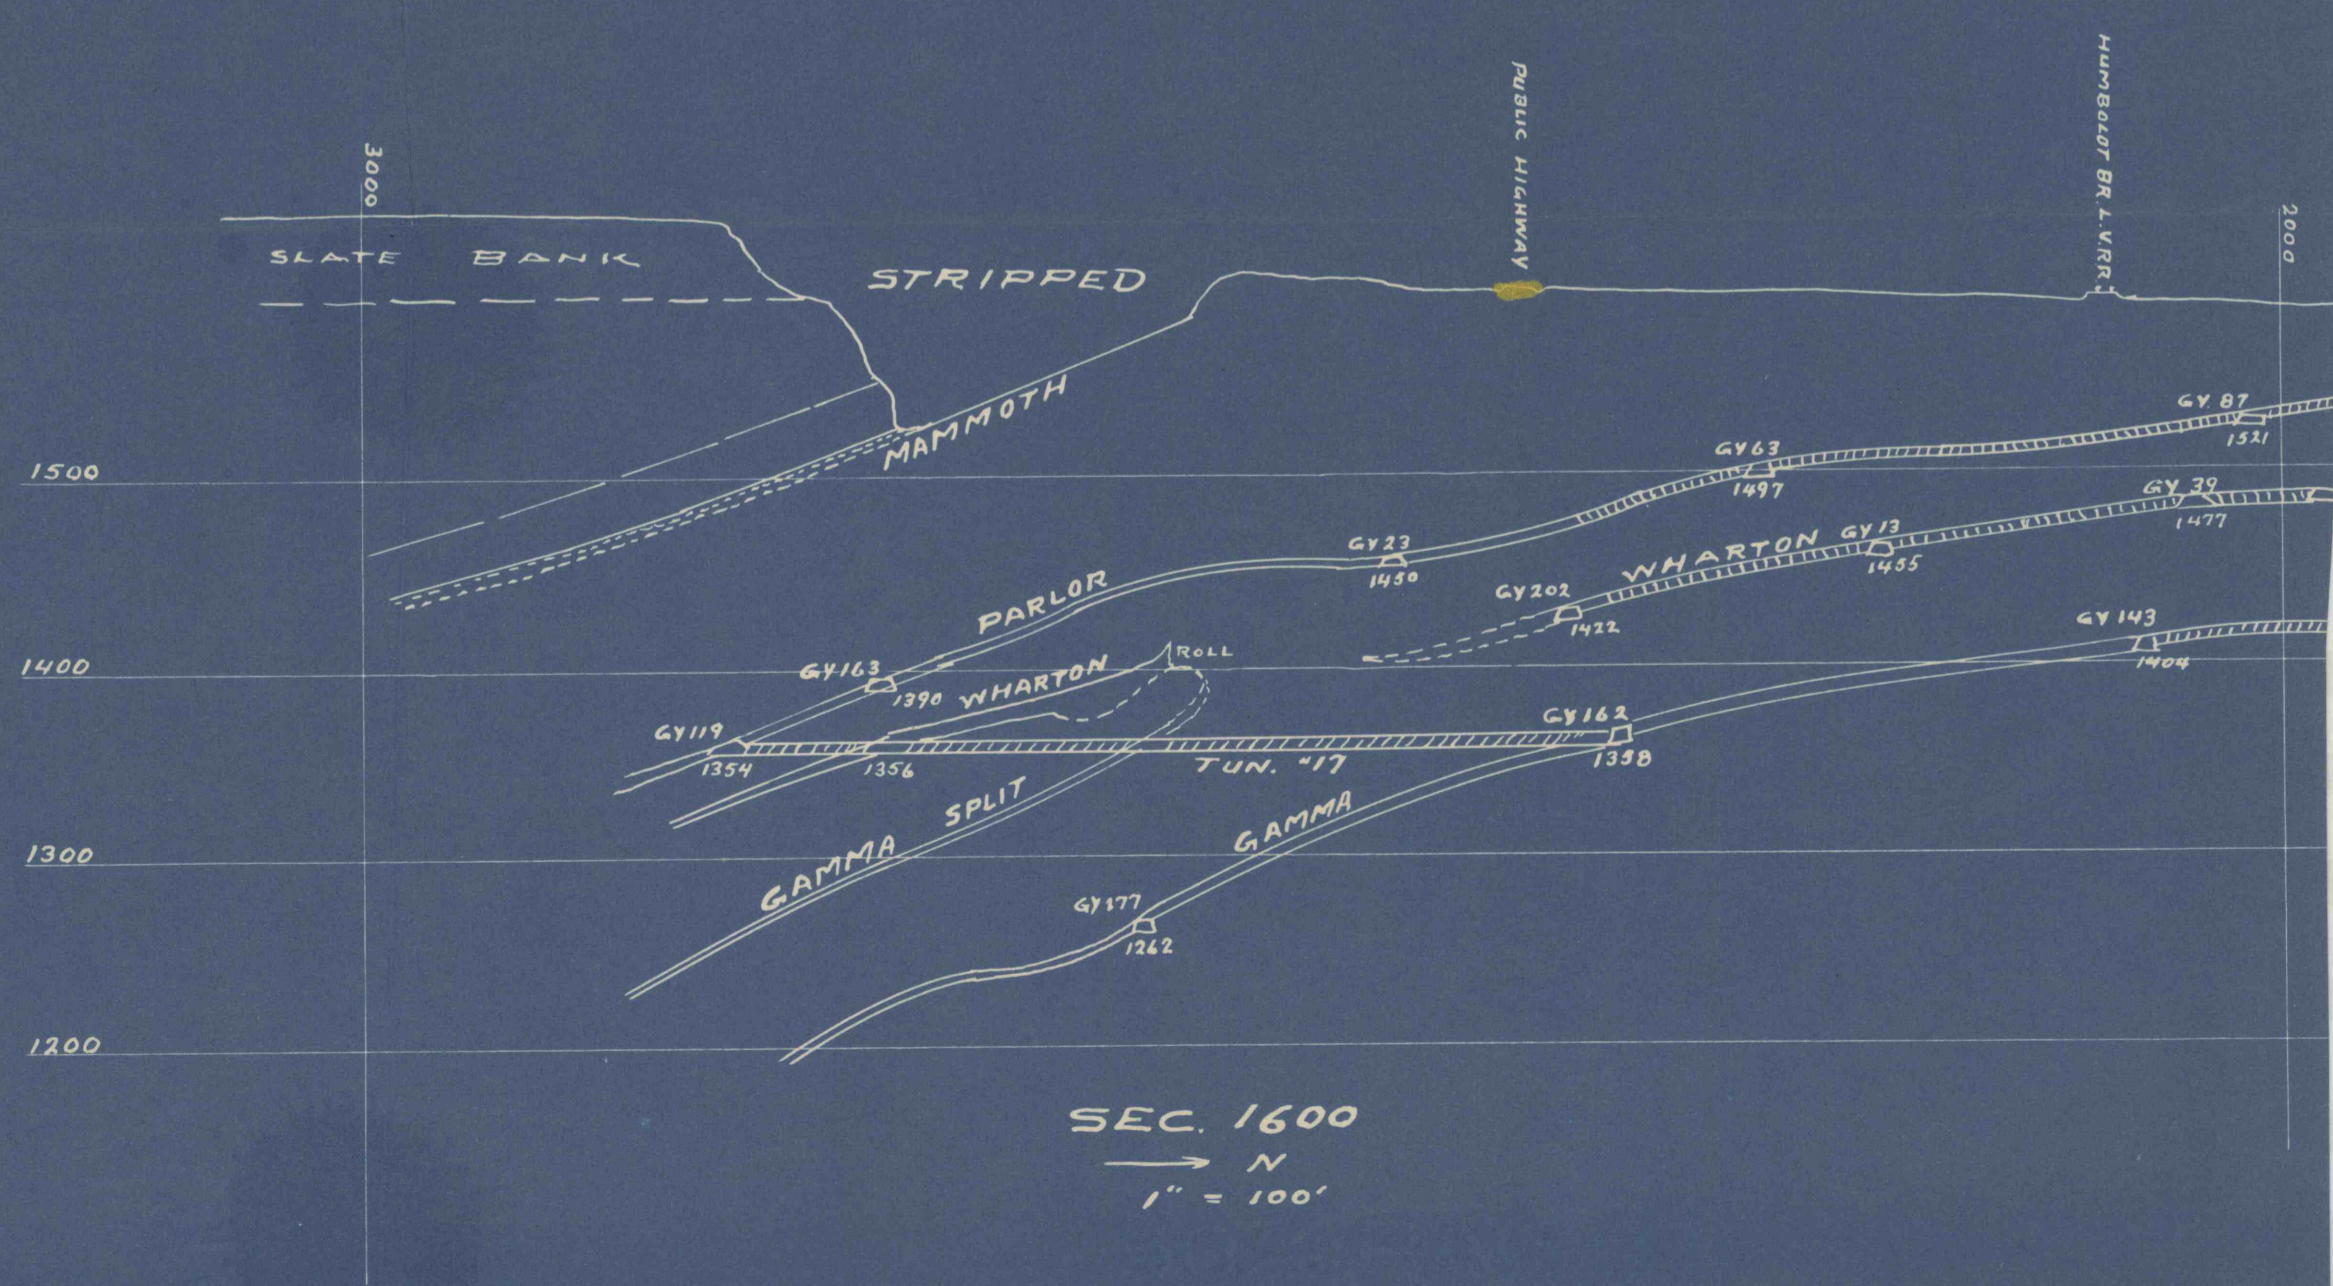 HUMBOLDT BR. L.V.RR.
PUBLIC HIGHWAY
3000
2000
SLATE BANK
STRIPPED
MAMMOTH
1500
GY. 87
1521
GY 63
1497
GY 39
1477
GY 13
1455
WHARTON
GY 23
1450
GY 202
1422
PARLOR
GY 143
1404
1400
ROLL
GY 163
1390
WHARTON
GY 119
1354
1356
GY 162
1358
TUN. #17
GAMMA SPLIT
GAMMA
1300
GY 177
1262
1200
SEC. 1600
N
1" = 100'